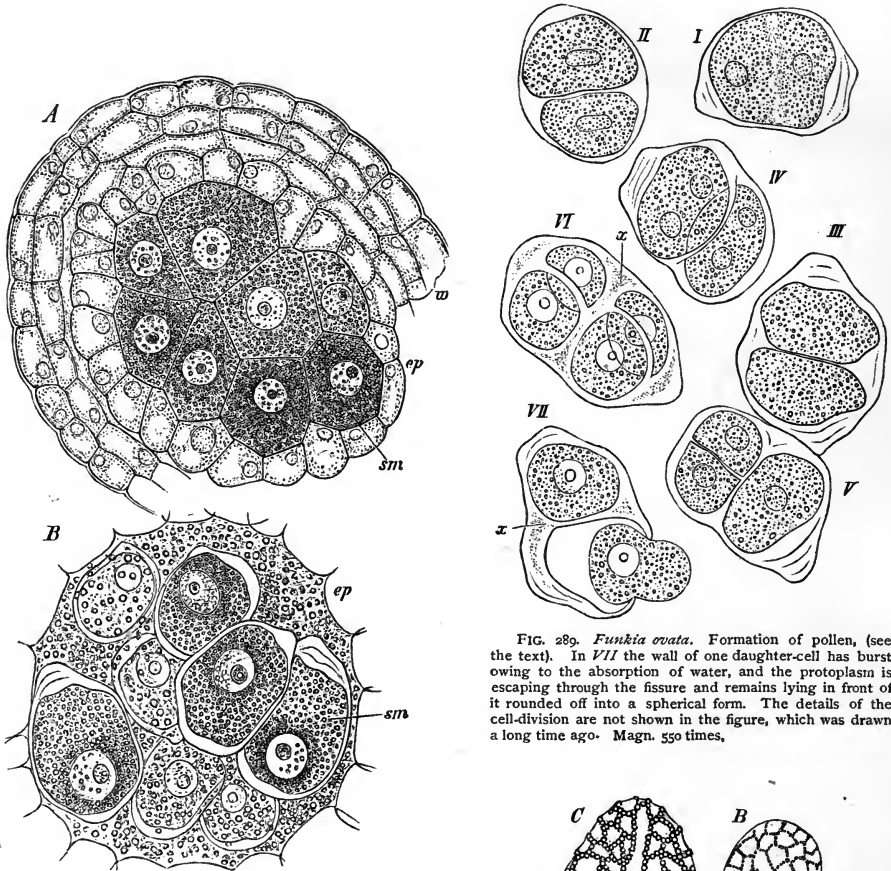 A
w
ep
sm
B
ep
sm
II
I
IV
VI
x
III
VII
x
V
FIG. 289. Funkia ovata. Formation of pollen, (see
the text). In VII the wall of one daughter-cell has burst
owing to the absorption of water, and the protoplasm is
escaping through the fissure and remains lying in front of
it rounded off into a spherical form. The details of the
cell-division are not shown in the figure, which was drawn
a long time ago. Magn. 550 times.
C
B